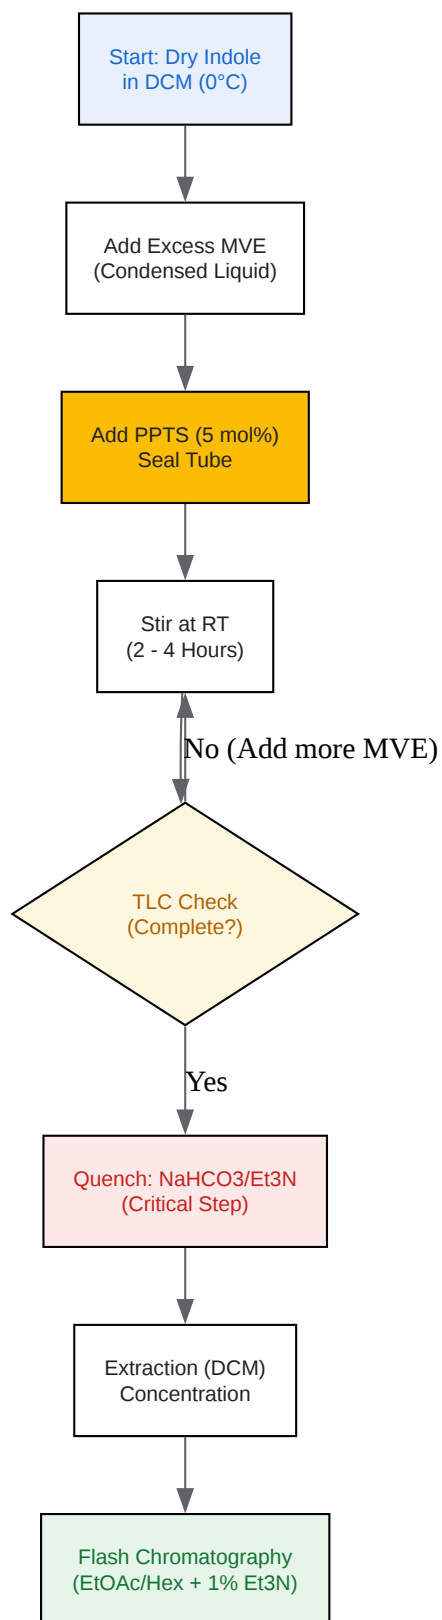 Start: Dry Indole
in DCM (0°C)
Add Excess MVE
(Condensed Liquid)
Add PPTS (5 mol%)
Seal Tube
Stir at RT
(2 - 4 Hours)
No (Add more MVE)
TLC Check
(Complete?)
Yes
Quench: NaHCO3/Et3N
(Critical Step)
Extraction (DCM)
Concentration
Flash Chromatography
(EtOAc/Hex + 1% Et3N)